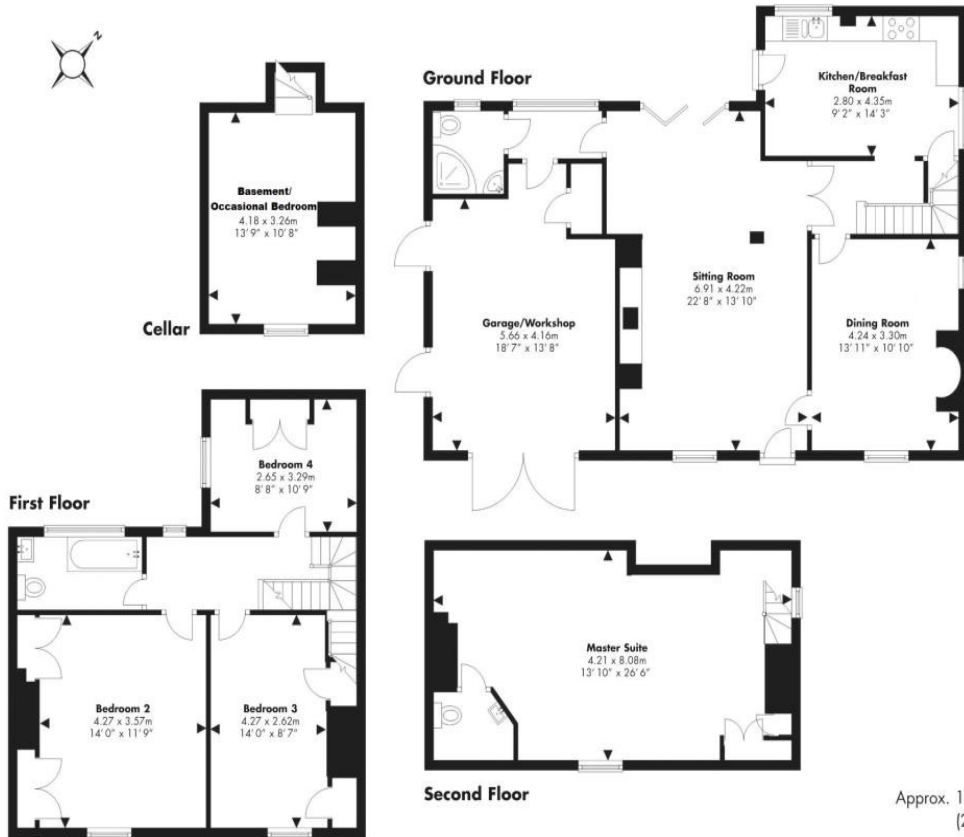 N
Ground Floor
Kitchen/Breakfast
Room
2.80 x 4.35m
9'2" x 14'3"
Basement/
Occasional Bedroom
4.18 x 3.26m
13'9" x 10'8"
Cellar
Garage/Workshop
5.66 x 4.16m
18'7" x 13'8"
Sitting Room
6.91 x 4.22m
22'8" x 13'10"
Dining Room
4.24 x 3.30m
13'11" x 10'10"
First Floor
Bedroom 4
2.65 x 3.29m
8'8" x 10'9"
Bedroom 2
4.27 x 3.57m
14'0" x 11'9"
Bedroom 3
4.27 x 2.62m
14'0" x 8'7"
Master Suite
4.21 x 8.08m
13'10" x 26'6"
Second Floor
Approx. 1
(2